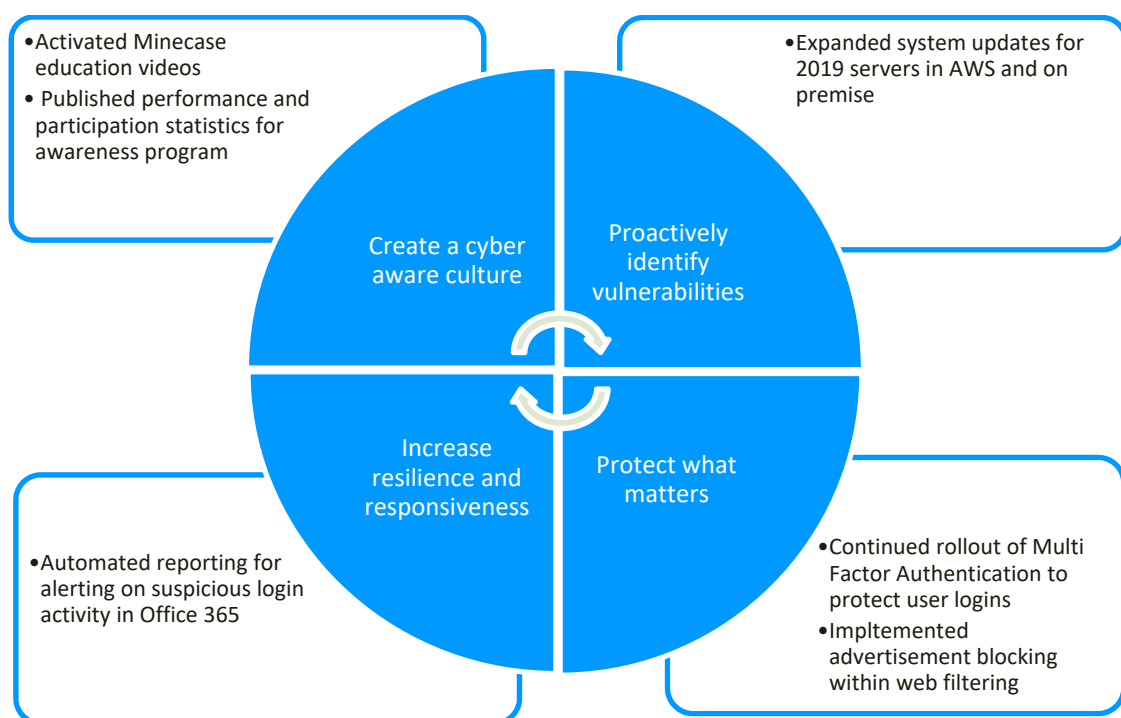 •Activated Minecase
education videos
• Published performance and
participation statistics for
awareness program
•Expanded system updates for
2019 servers in AWS and on
premise
Create a cyber
aware culture
Proactively
identify
vulnerabilities
Increase
resilience and
responsiveness
Protect what
matters
•Automated reporting for
alerting on suspicious login
activity in Office 365
•Continued rollout of Multi
Factor Authentication to
protect user logins
•Impltemented
advertisement blocking
within web filtering